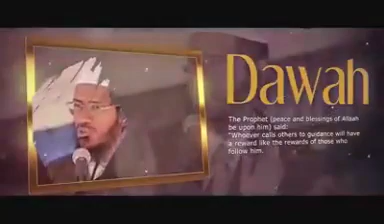 Dawah
The Prophet (peace and blessings of Allaah
be upon him) said:
"Whoever calls others to guidance will have
a reward like the rewards of those who
follow him.